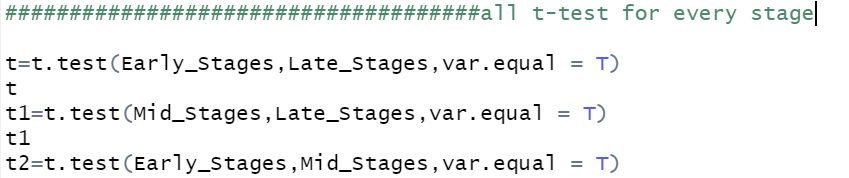 #####################################all t-test for every stage
t=t.test(Early_Stages,Late_Stages,var.equal = T)
t
t1=t.test(Mid_Stages,Late_Stages,var.equal = T)
t1
t2=t.test(Early_Stages,Mid_Stages,var.equal = T)